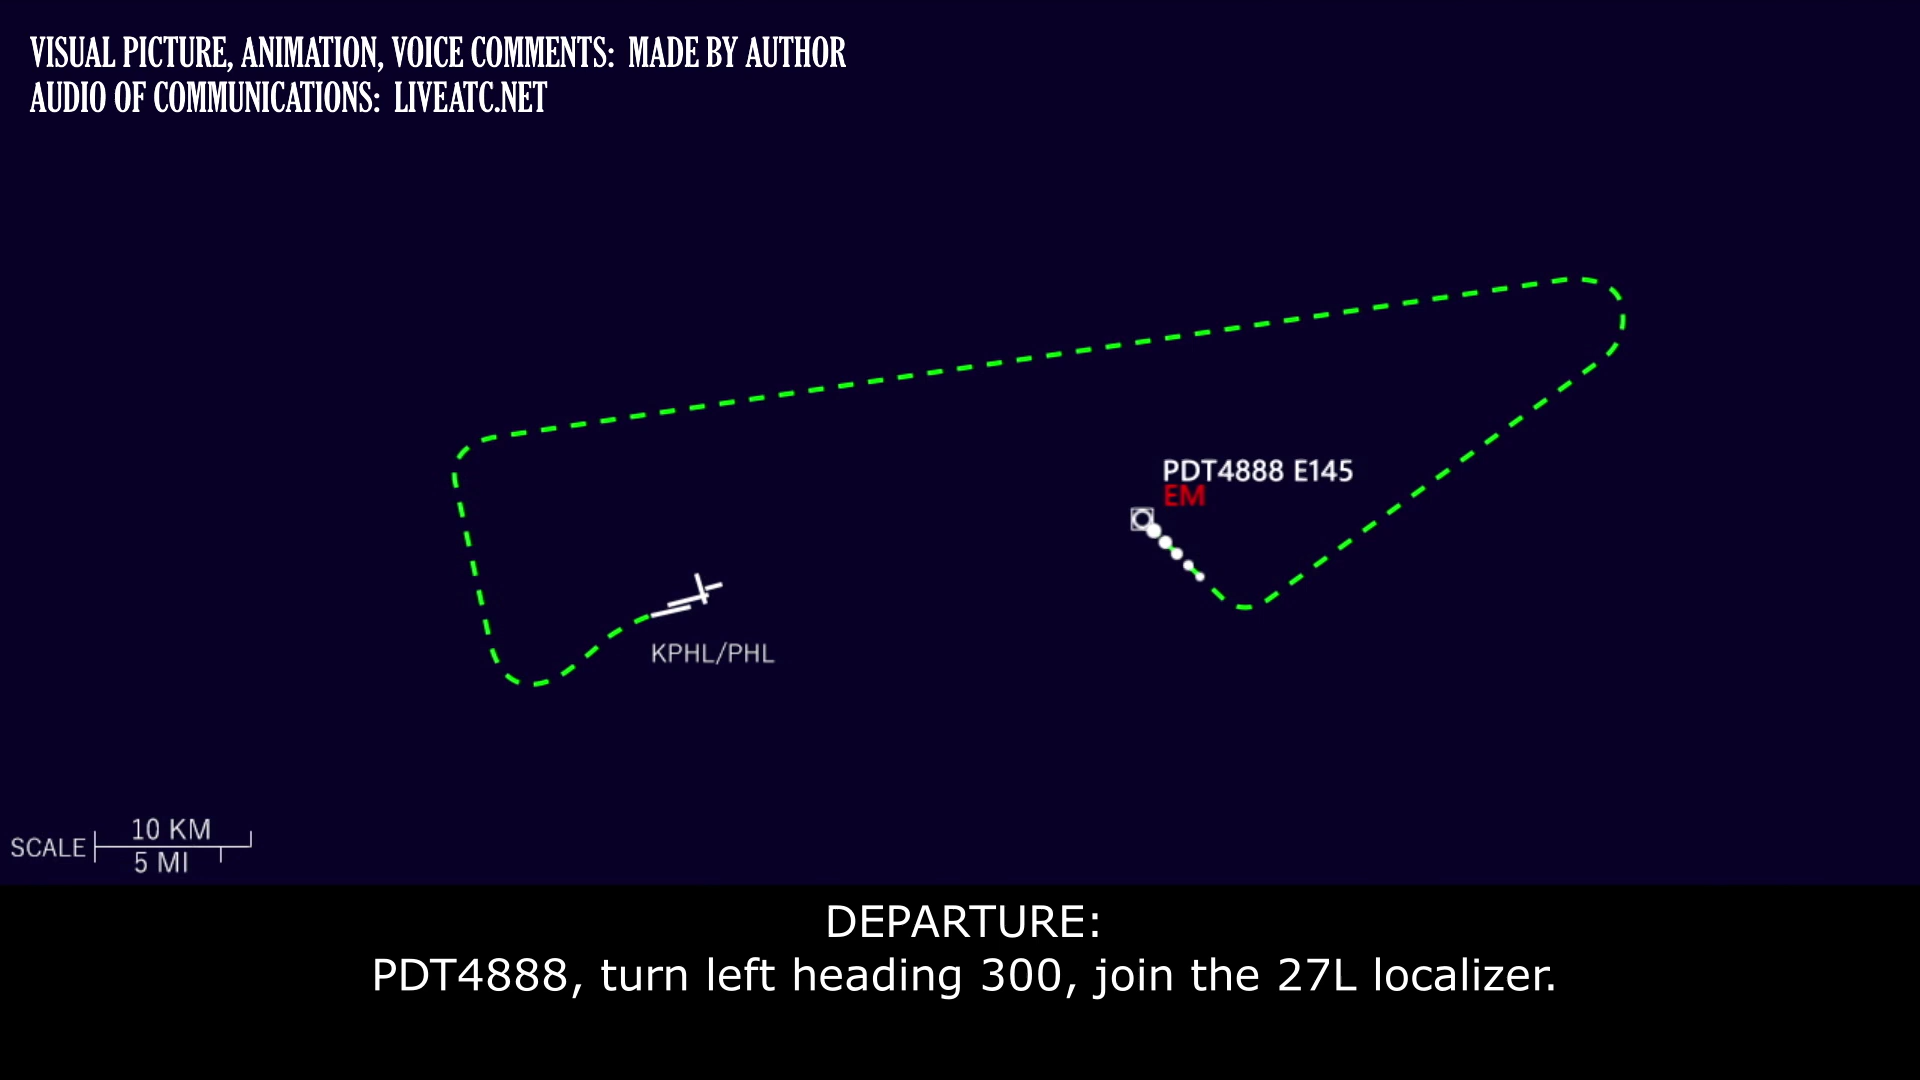 VISUAL PICTURE, ANIMATION, VOICE COMMENTS: MADE BY AUTHOR
AUDIO OF COMMUNICATIONS: LIVEATC.NET
PDT4888 E145
EM
KPHL/PHL
10 KM
SCALE
5 MI
DEPARTURE:
PDT4888, turn left heading 300, join the 27L localizer.